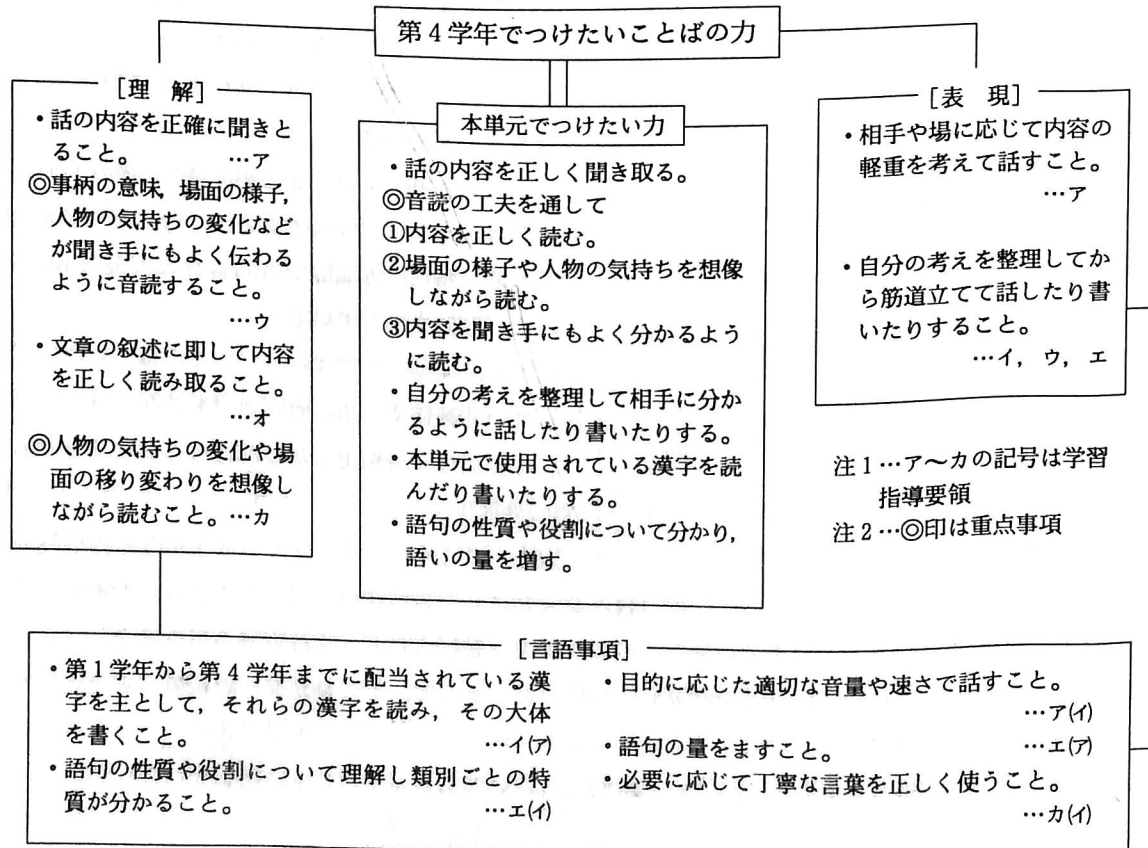 第4学年でつけたいことばの力
[理 解]
・話の内容を正確に聞きと
ること。 …ア
◎事柄の意味，場面の様子，
人物の気持ちの変化など
が聞き手にもよく伝わる
ように音読すること。
…ウ
・文章の叙述に即して内容
を正しく読み取ること。
…オ
◎人物の気持ちの変化や場
面の移り変わりを想像し
ながら読むこと。…カ
本単元でつけたい力
・話の内容を正しく聞き取る。
◎音読の工夫を通して
①内容を正しく読む。
②場面の様子や人物の気持ちを想像
しながら読む。
③内容を聞き手にもよく分かるよう
に読む。
・自分の考えを整理して相手に分か
るように話したり書いたりする。
・本単元で使用されている漢字を読
んだり書いたりする。
・語句の性質や役割について分かり，
語いの量を増す。
[表 現]
・相手や場に応じて内容の
軽重を考えて話すこと。
…ア
・自分の考えを整理してか
ら筋道立てて話したり書
いたりすること。
…イ，ウ，エ
注1…ア～カの記号は学習
指導要領
注2…◎印は重点事項
[言語事項]
・第1学年から第4学年までに配当されている漢
字を主として，それらの漢字を読み，その大体
を書くこと。 …イ(ア)
・語句の性質や役割について理解し類別ごとの特
質が分かること。 …エ(イ)
・目的に応じた適切な音量や速さで話すこと。
…ア(イ)
・語句の量をますこと。 …エ(ア)
・必要に応じて丁寧な言葉を正しく使うこと。
…カ(イ)